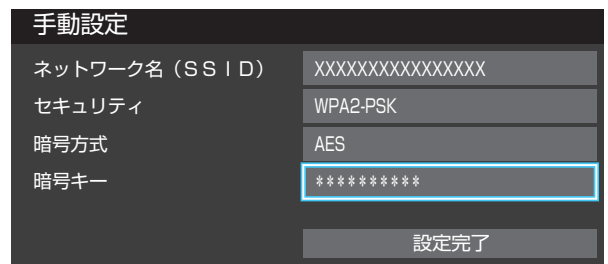 手動設定
ネットワーク名（ＳＳＩＤ） XXXXXXXXXXXXXXXX
セキュリティ WPA2-PSK
暗号方式 AES
暗号キー **********
設定完了